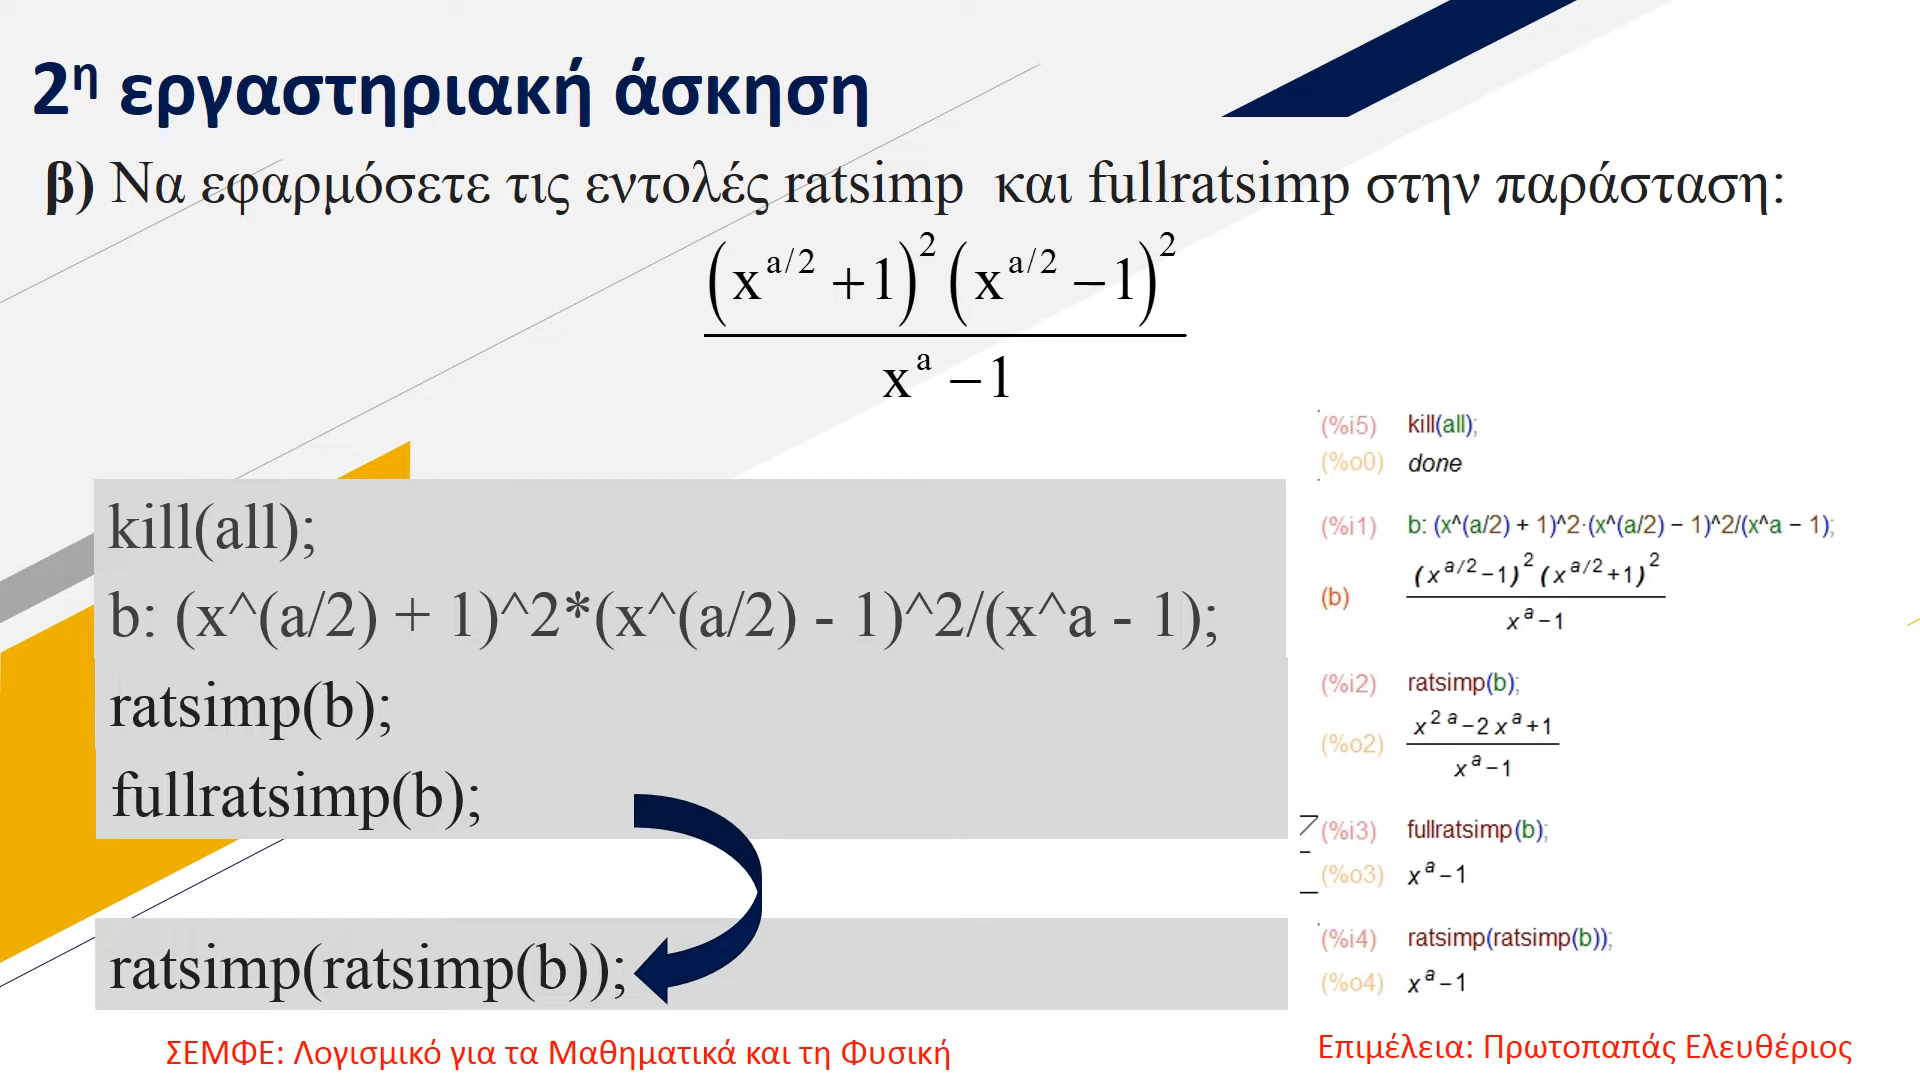 2η εργαστηριακή άσκηση
β) Να εφαρμόσετε τις εντολές ratsimp και fullratsimp στην παράσταση:
(x^{a/2} +1)^2 (x^{a/2} −1)^2
x^a −1
kill(all);
b: (x^(a/2) + 1)^2*(x^(a/2) - 1)^2/(x^a - 1);
ratsimp(b);
fullratsimp(b);
ratsimp(ratsimp(b));
(%i5) kill(all);
(%o0) done
(%i1) b: (x^(a/2) + 1)^2·(x^(a/2) − 1)^2/(x^a − 1);
(b) (x^{a/2}−1)^2 (x^{a/2}+1)^2
x^a−1
(%i2) ratsimp(b);
(%o2) x^{2 a}−2 x^a+1
x^a−1
(%i3) fullratsimp(b);
(%o3) x^a−1
(%i4) ratsimp(ratsimp(b));
(%o4) x^a−1
ΣΕΜΦΕ: Λογισμικό για τα Μαθηματικά και τη Φυσική
Επιμέλεια: Πρωτοπαπάς Ελευθέριος